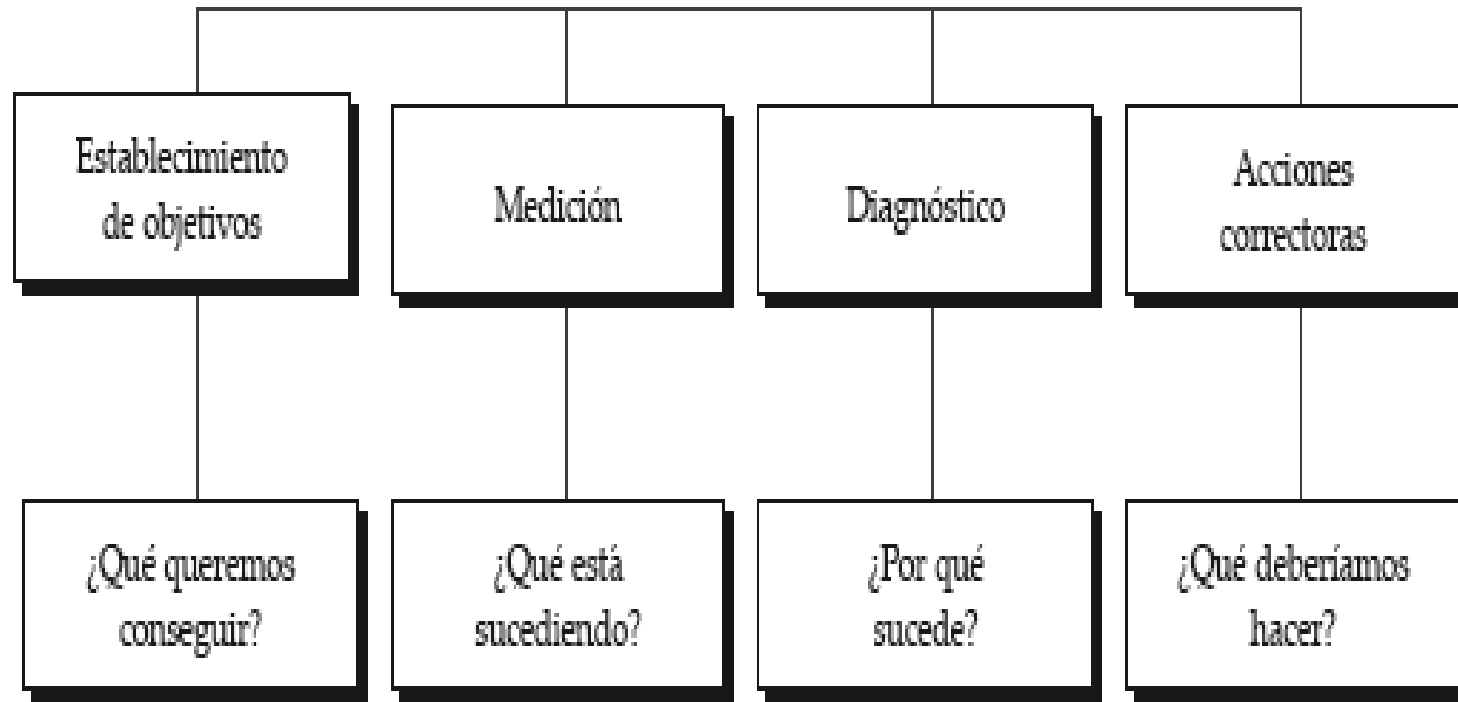 Establecimiento
de objetivos
Medición
Diagnóstico
Acciones
correctoras
¿Qué queremos
conseguir?
¿Qué está
sucediendo?
¿Por qué
sucede?
¿Qué deberíamos
hacer?